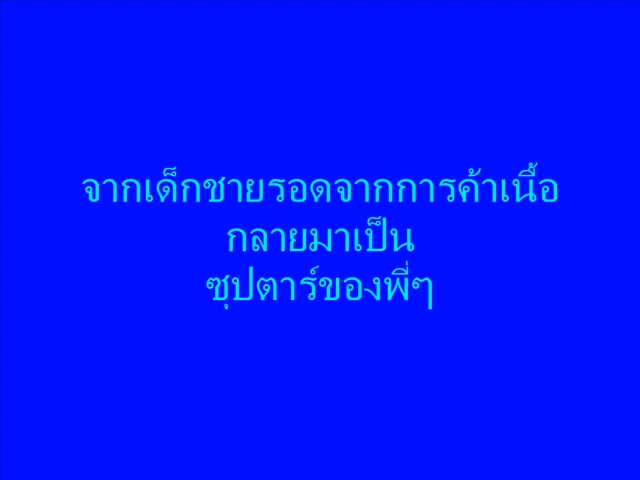 จากเด็กชายรอดจากการค้าเนื้อ
กลายมาเป็น
ซุปตาร์ของพี่ๆ